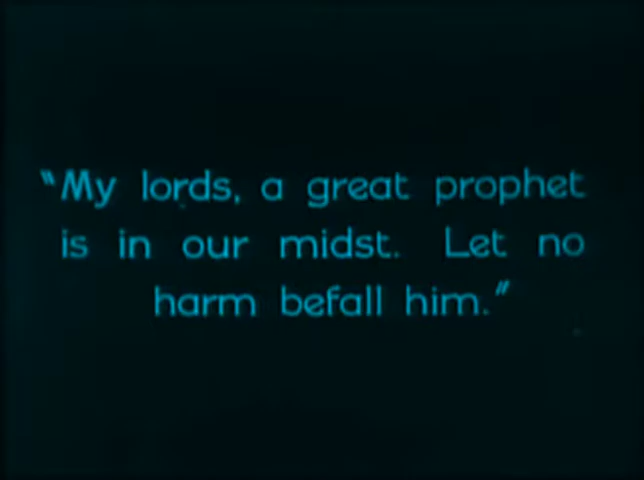 "My lords, a great prophet
is in our midst. Let no
harm befall him."